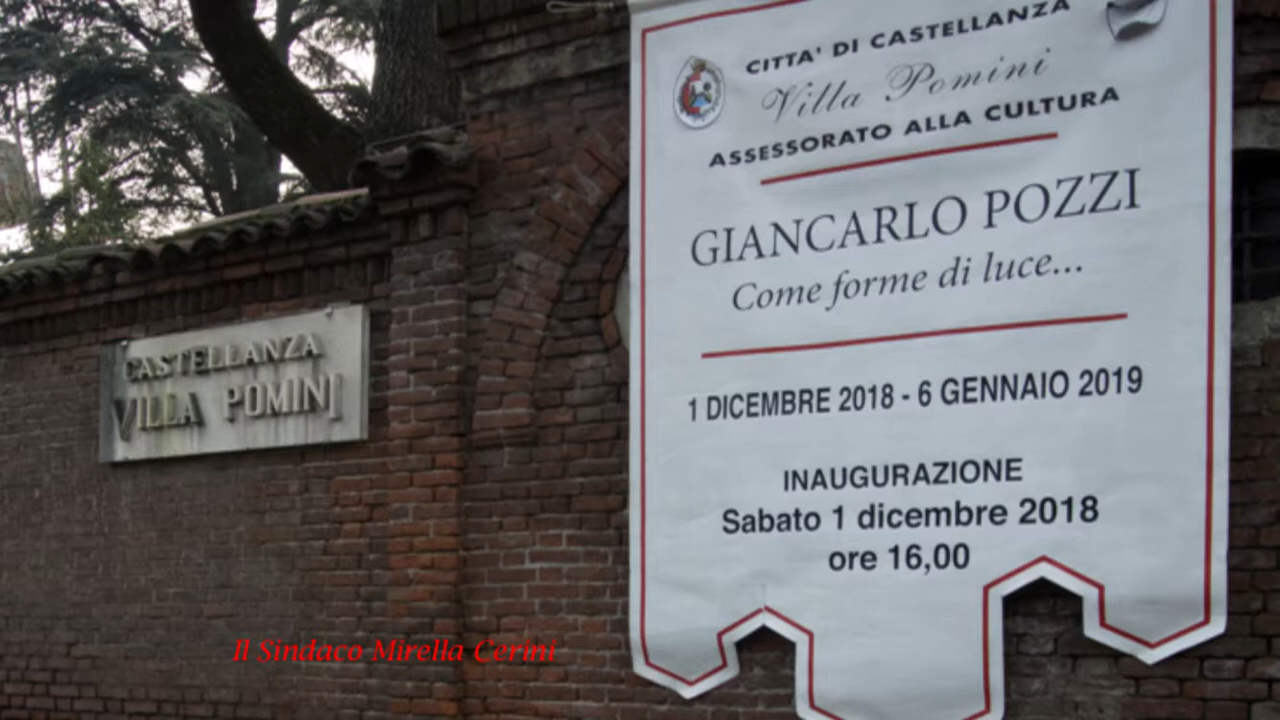 CASTELLANZA
VILLA POMINI
CITTA' DI CASTELLANZA
Villa Pomini
ASSESSORATO ALLA CULTURA
GIANCARLO POZZI
Come forme di luce...
1 DICEMBRE 2018 - 6 GENNAIO 2019
INAUGURAZIONE
Sabato 1 dicembre 2018
ore 16,00
Il Sindaco Mirella Cerini